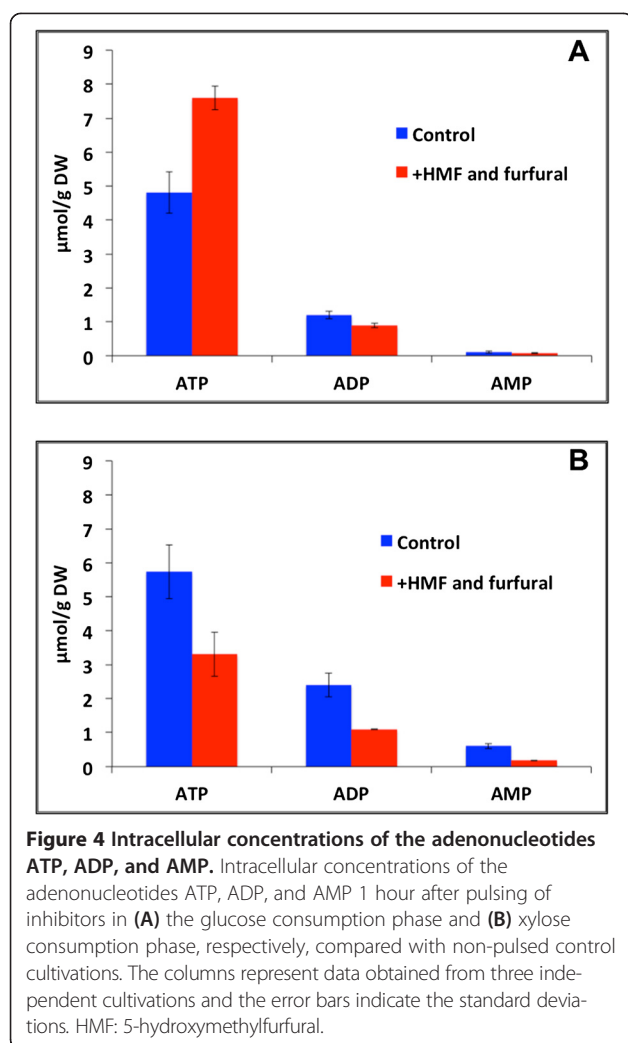 A
9
8
7
6
5
4
3
2
1
0
µmol/g DW
Control
+HMF and furfural
ATP ADP AMP
B
9
8
7
6
5
4
3
2
1
0
µmol/g DW
Control
+HMF and furfural
ATP ADP AMP
Figure 4 Intracellular concentrations of the adenonucleotides
ATP, ADP, and AMP. Intracellular concentrations of the
adenonucleotides ATP, ADP, and AMP 1 hour after pulsing of
inhibitors in (A) the glucose consumption phase and (B) xylose
consumption phase, respectively, compared with non-pulsed control
cultivations. The columns represent data obtained from three inde-
pendent cultivations and the error bars indicate the standard devia-
tions. HMF: 5-hydroxymethylfurfural.